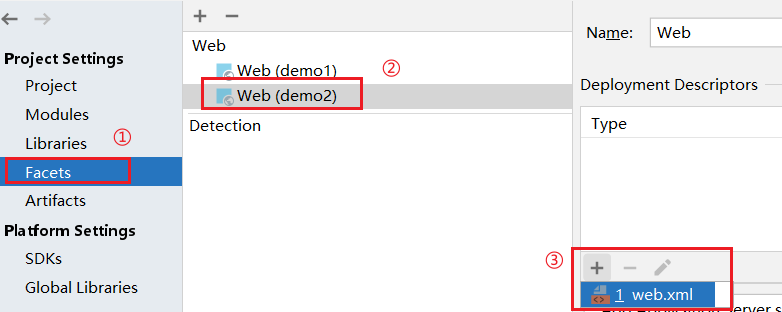 Project Settings
Project
Modules
Libraries
①
Facets
Artifacts
Platform Settings
SDKs
Global Libraries
Web
Web (demo1)
②
Web (demo2)
Detection
Name:
Web
Deployment Descriptors
Type
③
1 web.xml